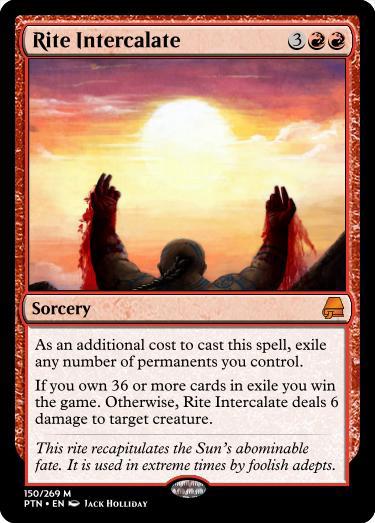 Rite Intercalate 3
Sorcery
As an additional cost to cast this spell, exile
any number of permanents you control.
If you own 36 or more cards in exile you win
the game. Otherwise, Rite Intercalate deals 6
damage to target creature.
This rite recapitulates the Sun's abominable
fate. It is used in extreme times by foolish adepts.
150/269 M
PTN • EN JACK HOLLIDAY